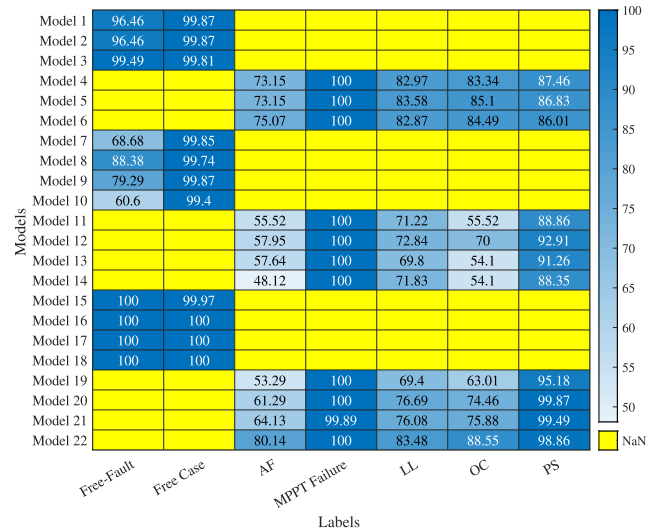 Model 1 96.46 99.87 100
Model 2 96.46 99.87
Model 3 99.49 99.81 95
Model 4 73.15 100 82.97 83.34 87.46
Model 5 73.15 100 83.58 85.1 86.83 90
Model 6 75.07 100 82.87 84.49 86.01
Model 7 68.68 99.85 85
Model 8 88.38 99.74
Model 9 79.29 99.87 80
Model 10 60.6 99.4
Models
Model 11 55.52 100 71.22 55.52 88.86 75
Model 12 57.95 100 72.84 70 92.91
Model 13 57.64 100 69.8 54.1 91.26 70
Model 14 48.12 100 71.83 54.1 88.35
Model 15 100 99.97 65
Model 16 100 100
Model 17 100 100 60
Model 18 100 100
Model 19 53.29 100 69.4 63.01 95.18 55
Model 20 61.29 100 76.69 74.46 99.87
Model 21 64.13 99.89 76.08 75.88 99.49 50
Model 22 80.14 100 83.48 88.55 98.86 NaN
Free-Fault Free Case AF MPPT Failure LL OC PS
Labels